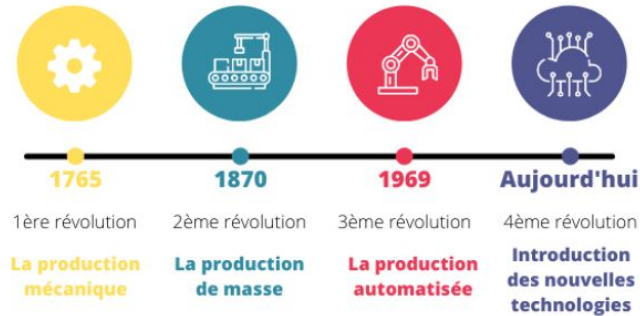 1765
1870
1969
Aujourd'hui
1ère révolution
2ème révolution
3ème révolution
4ème révolution
La production
mécanique
La production
de masse
La production
automatisée
Introduction
des nouvelles
technologies